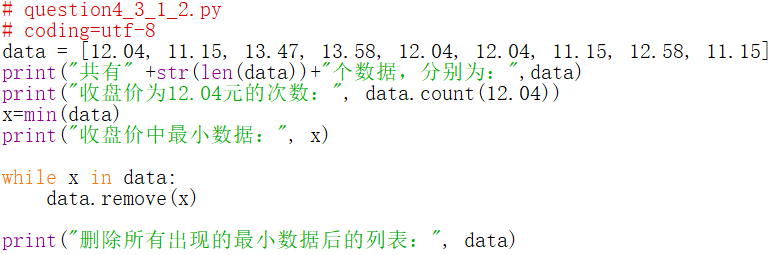 # question4_3_1_2.py
# coding=utf-8
data = [12.04, 11.15, 13.47, 13.58, 12.04, 12.04, 11.15, 12.58, 11.15]
print("共有" +str(len(data))+"个数据，分别为：",data)
print("收盘价为12.04元的次数：", data.count(12.04))
x=min(data)
print("收盘价中最小数据：", x)
while x in data:
    data.remove(x)
print("删除所有出现的最小数据后的列表：", data)